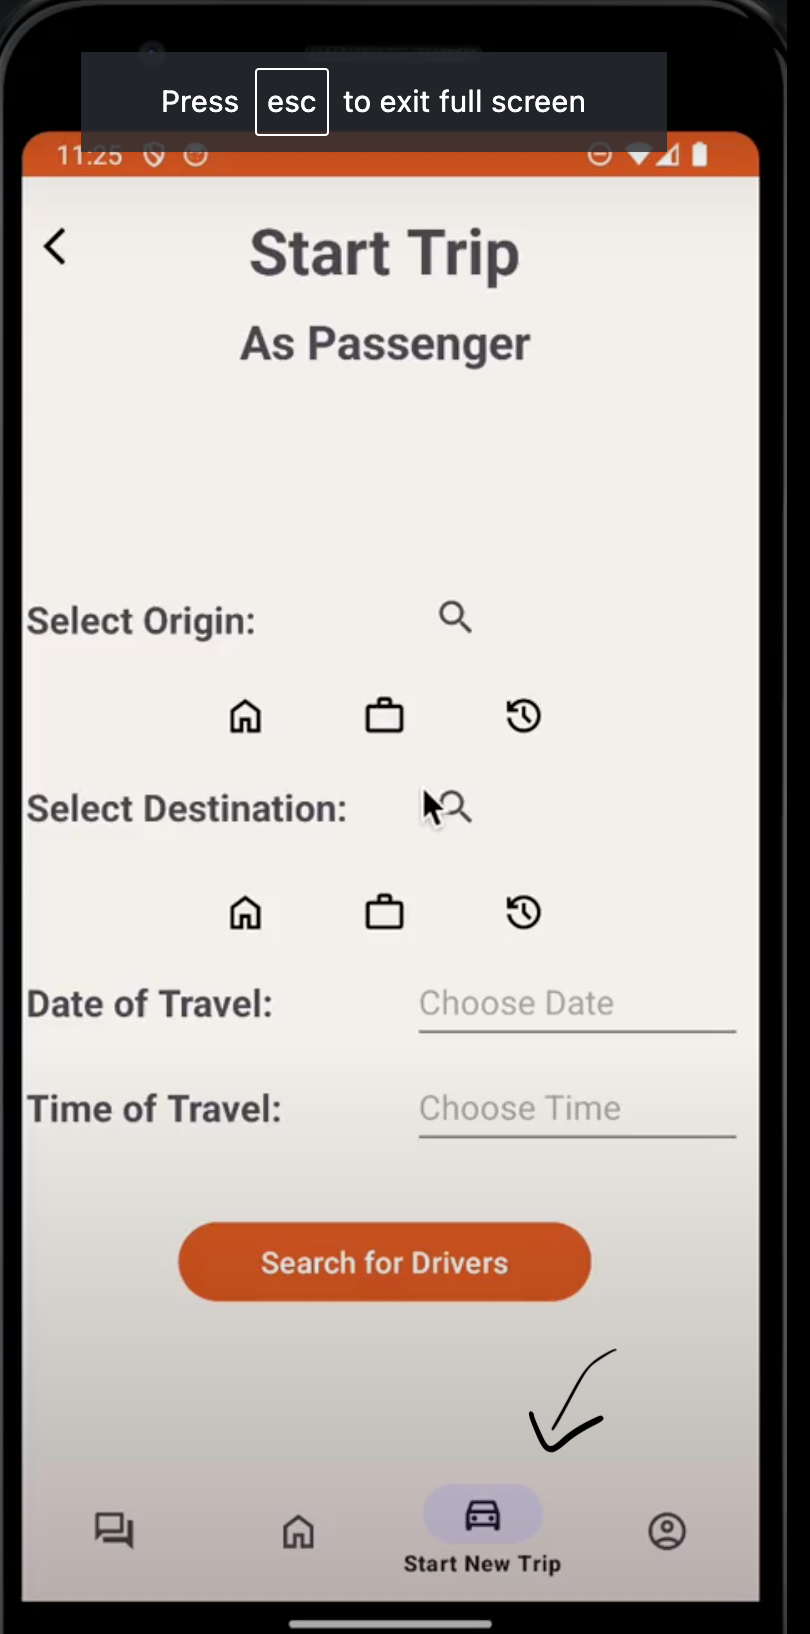 Press esc to exit full screen
11:25
Start Trip
As Passenger
Select Origin:
Select Destination:
Date of Travel: Choose Date
Time of Travel: Choose Time
Search for Drivers
Start New Trip